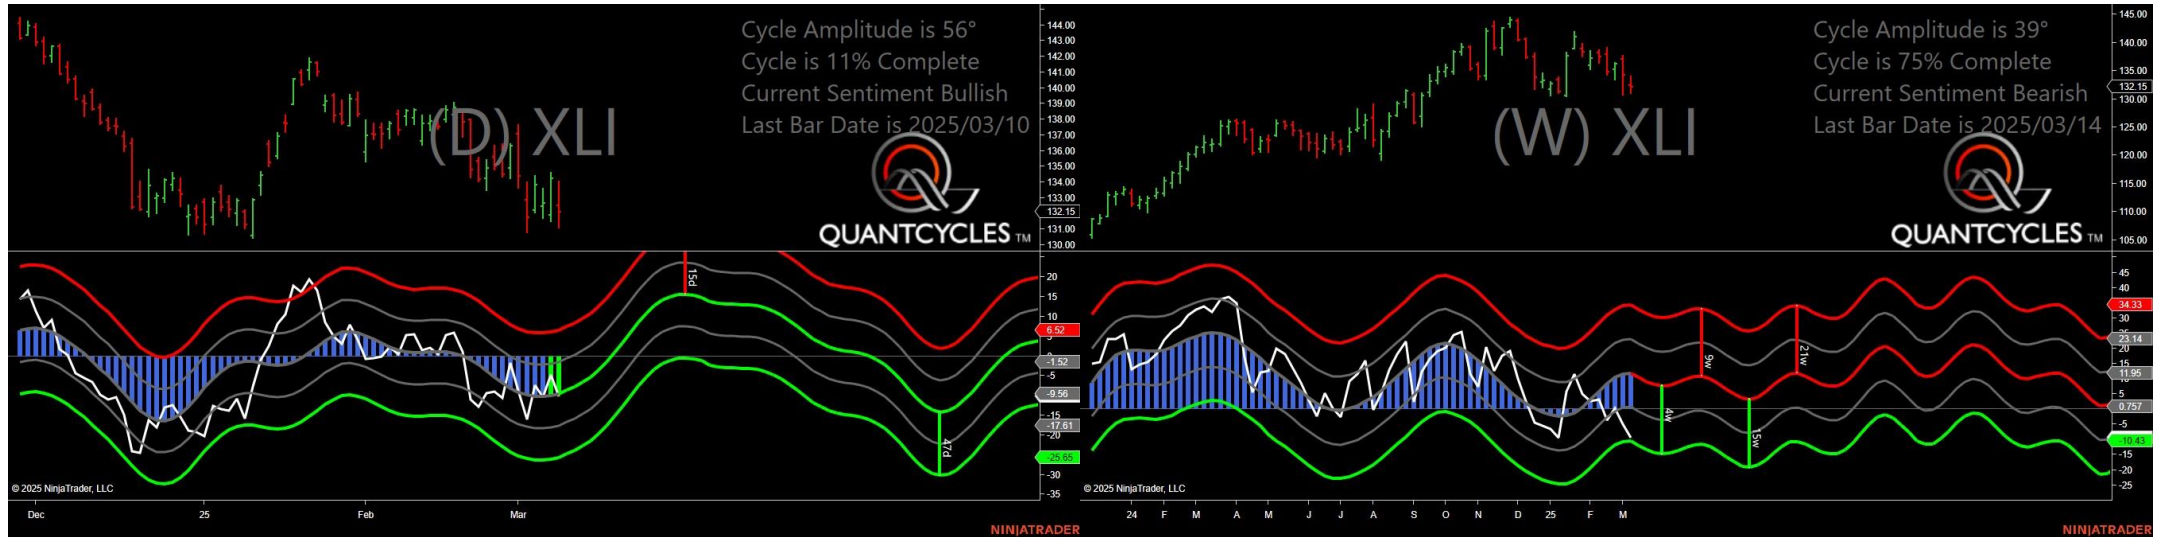 Cycle Amplitude is 56°
Cycle is 11% Complete
Current Sentiment Bullish
Last Bar Date is 2025/03/10
(D) XLI
QUANTCYCLES TM
144.00
143.00
142.00
141.00
140.00
139.00
138.00
137.00
136.00
135.00
134.00
133.00
132.15
131.00
130.00
15d
47d
20
15
10
6.52
-1.52
-5
-9.56
-15
-17.61
-20
-25.65
-30
-35
© 2025 NinjaTrader, LLC
Dec
25
Feb
Mar
NINJATRADER
Cycle Amplitude is 39°
Cycle is 75% Complete
Current Sentiment Bearish
Last Bar Date is 2025/03/14
(W) XLI
QUANTCYCLES TM
145.00
140.00
135.00
132.15
130.00
125.00
120.00
115.00
110.00
105.00
9w
21w
4w
15w
45
40
34.33
30
23.14
20
11.95
5
0.757
-5
-10.43
-15
-20
-25
© 2025 NinjaTrader, LLC
24
F
M
A
M
J
J
A
S
O
N
D
25
F
M
NINJATRADER